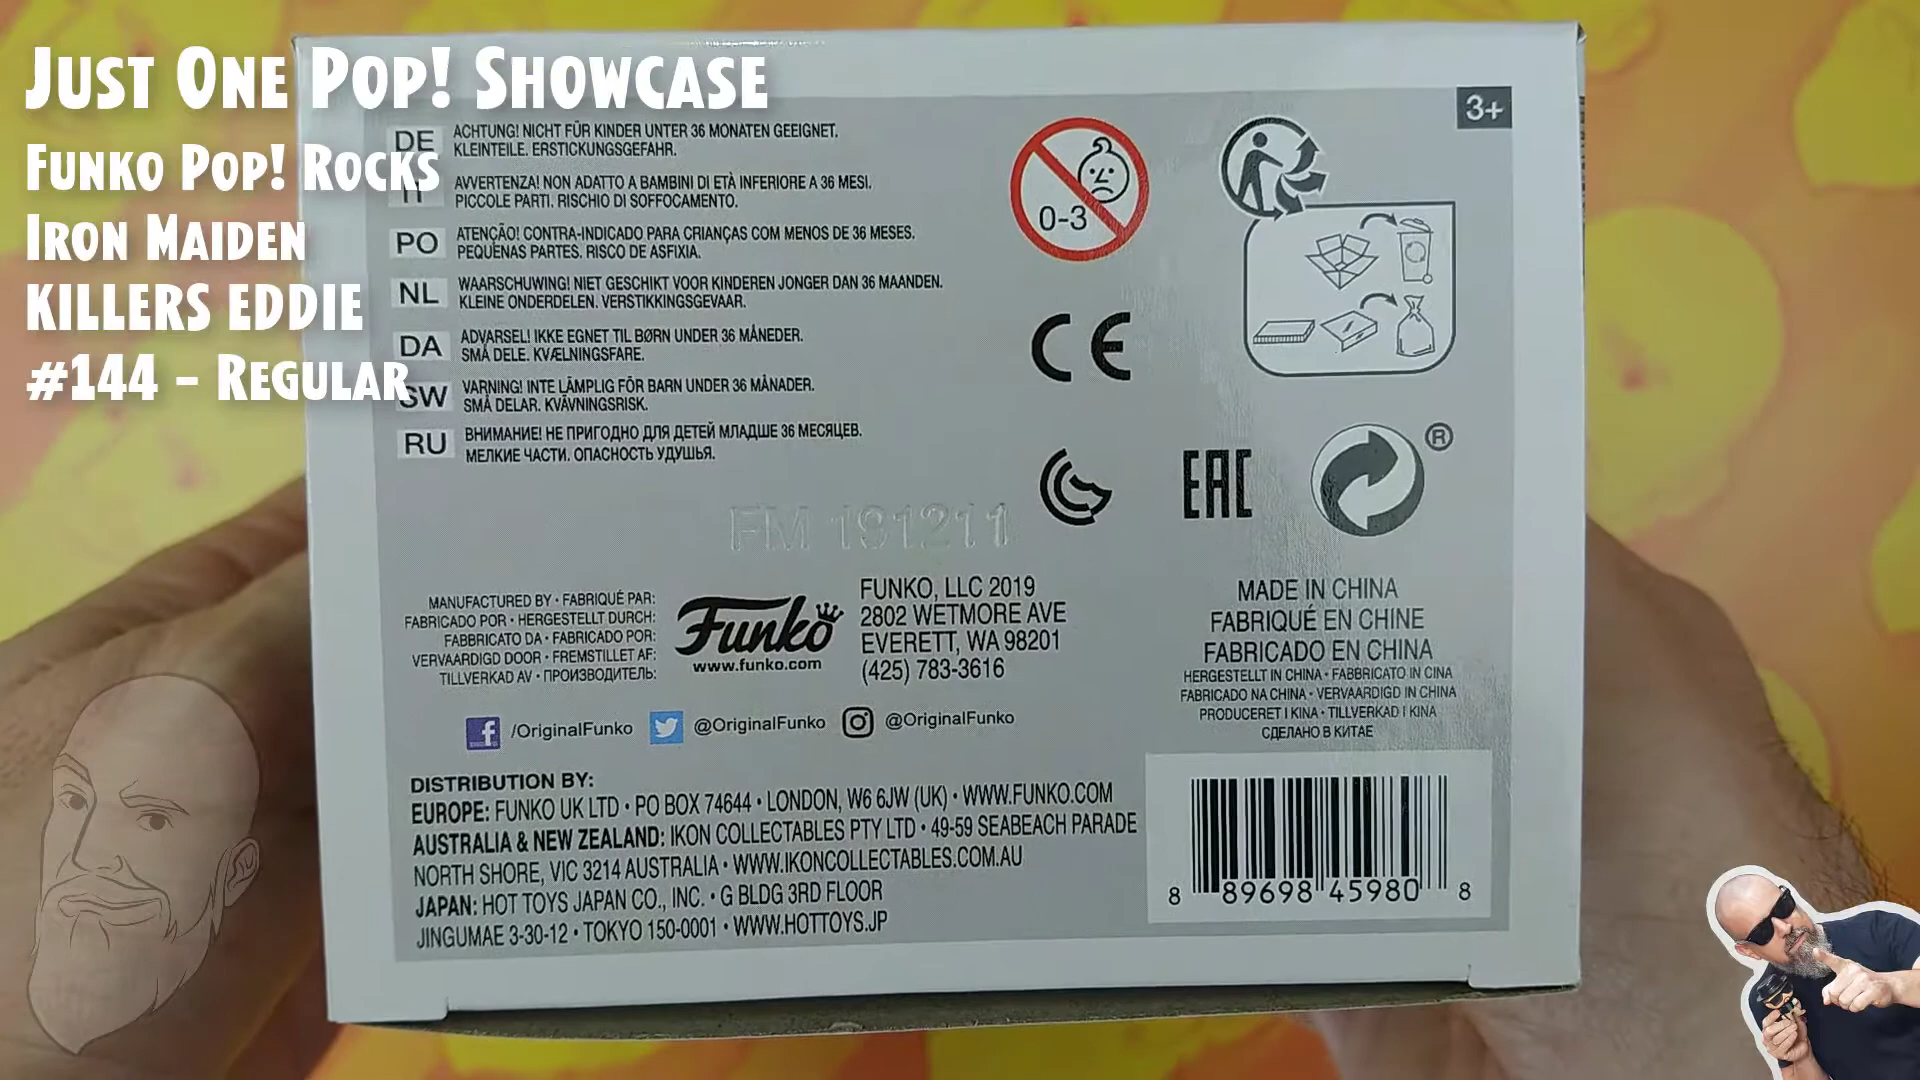 Just One Pop! Showcase
Funko Pop! Rocks
Iron Maiden
KILLERS EDDIE
#144 - Regular
3+
DE ACHTUNG! NICHT FÜR KINDER UNTER 36 MONATEN GEEIGNET.
KLEINTEILE. ERSTICKUNGSGEFAHR.
IT AVVERTENZA! NON ADATTO A BAMBINI DI ETÀ INFERIORE A 36 MESI.
PICCOLE PARTI. RISCHIO DI SOFFOCAMENTO.
PO ATENÇÃO! CONTRA-INDICADO PARA CRIANÇAS COM MENOS DE 36 MESES.
PEQUENAS PARTES. RISCO DE ASFIXIA.
NL WAARSCHUWING! NIET GESCHIKT VOOR KINDEREN JONGER DAN 36 MAANDEN.
KLEINE ONDERDELEN. VERSTIKKINGSGEVAAR.
DA ADVARSEL! IKKE EGNET TIL BØRN UNDER 36 MÅNEDER.
SMÅ DELE. KVÆLNINGSFARE.
SW VARNING! INTE LÄMPLIG FÖR BARN UNDER 36 MÅNADER.
SMÅ DELAR. KVÄVNINGSRISK.
RU ВНИМАНИЕ! НЕ ПРИГОДНО ДЛЯ ДЕТЕЙ МЛАДШЕ 36 МЕСЯЦЕВ.
МЕЛКИЕ ЧАСТИ. ОПАСНОСТЬ УДУШЬЯ.
0-3
CE
EAC
®
FM 191211
MANUFACTURED BY • FABRIQUÉ PAR:
FABRICADO POR • HERGESTELLT DURCH:
FABBRICATO DA • FABRICADO POR:
VERVAARDIGD DOOR • FREMSTILLET AF:
TILLVERKAD AV • ПРОИЗВОДИТЕЛЬ:
Funko
www.funko.com
FUNKO, LLC 2019
2802 WETMORE AVE
EVERETT, WA 98201
(425) 783-3616
/OriginalFunko @OriginalFunko @OriginalFunko
MADE IN CHINA
FABRIQUÉ EN CHINE
FABRICADO EN CHINA
HERGESTELLT IN CHINA • FABBRICATO IN CINA
FABRICADO NA CHINA • VERVAARDIGD IN CHINA
PRODUCERET I KINA • TILLVERKAD I KINA
СДЕЛАНО В КИТАЕ
DISTRIBUTION BY:
EUROPE: FUNKO UK LTD • PO BOX 74644 • LONDON, W6 6JW (UK) • WWW.FUNKO.COM
AUSTRALIA & NEW ZEALAND: IKON COLLECTABLES PTY LTD • 49-59 SEABEACH PARADE
NORTH SHORE, VIC 3214 AUSTRALIA • WWW.IKONCOLLECTABLES.COM.AU
JAPAN: HOT TOYS JAPAN CO., INC. • G BLDG 3RD FLOOR
JINGUMAE 3-30-12 • TOKYO 150-0001 • WWW.HOTTOYS.JP
8 89698 45980 8